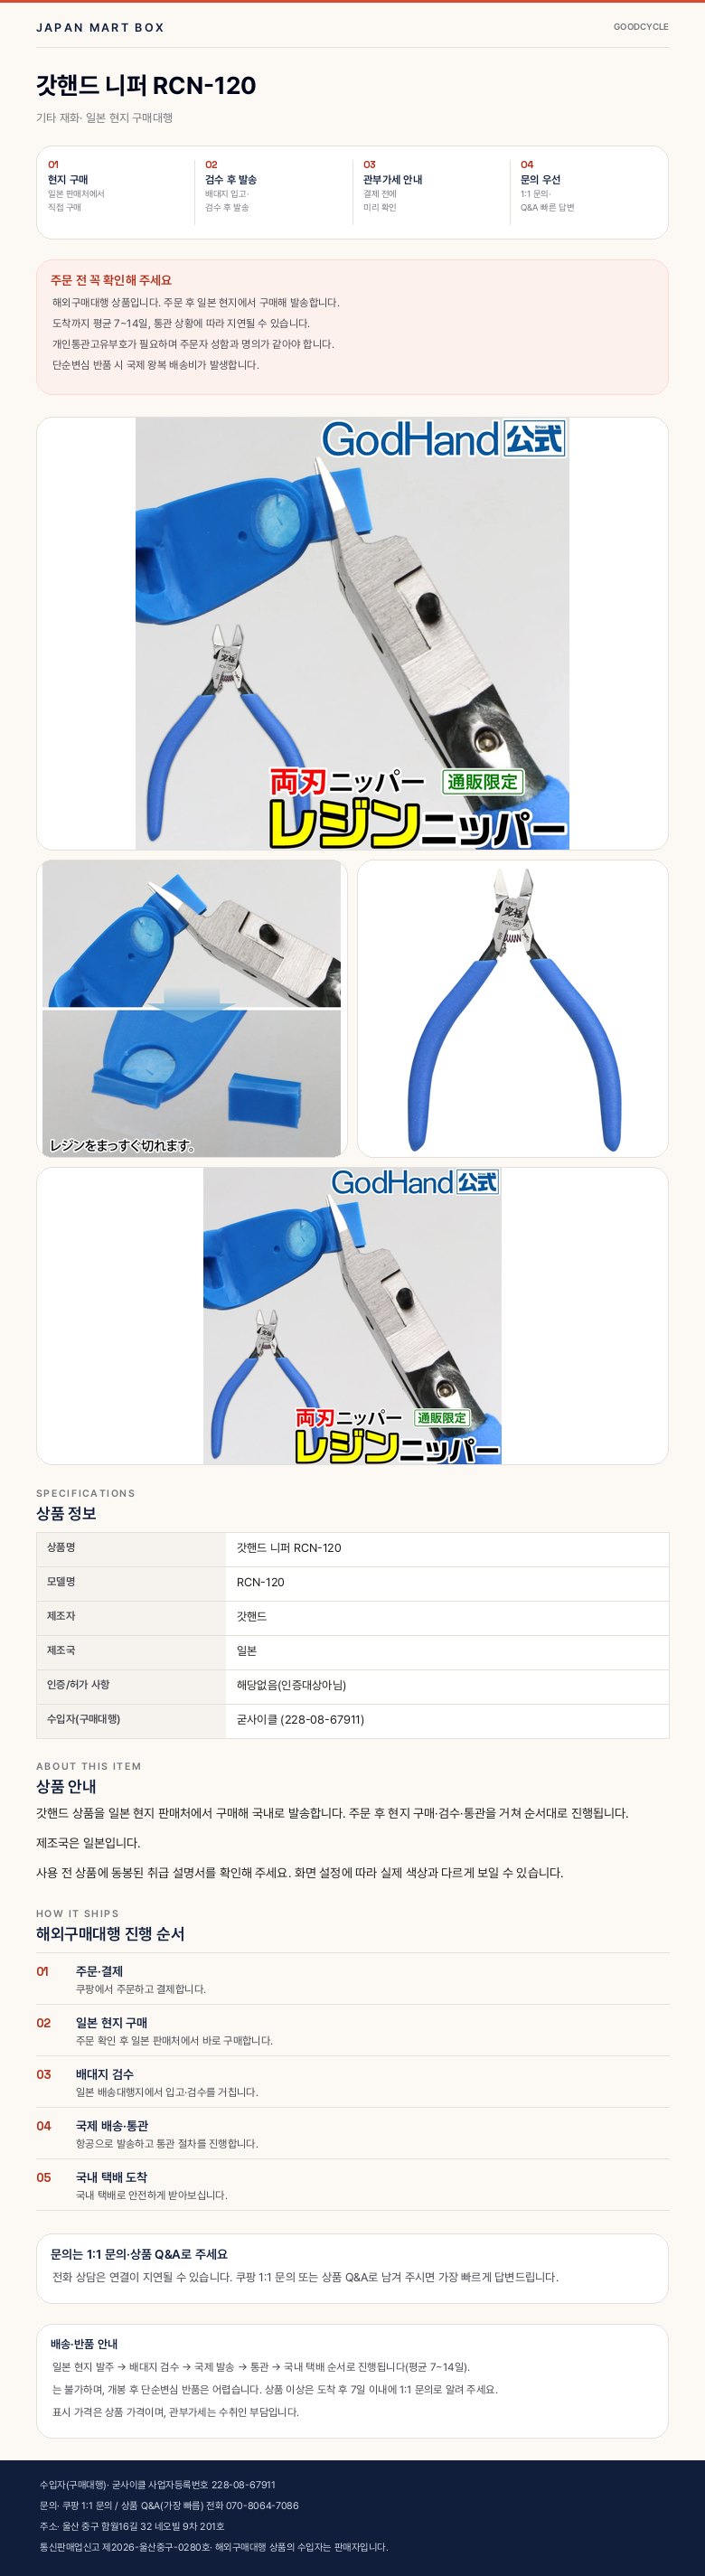 JAPAN MART BOX
GOODCYCLE
갓핸드 니퍼 RCN-120
기타 재화· 일본 현지 구매대행
01
현지 구매
일본 판매처에서
직접 구매
02
검수 후 발송
배대지 입고·
검수 후 발송
03
관부가세 안내
결제 전에
미리 확인
04
문의 우선
1:1 문의·
Q&A 빠른 답변
주문 전 꼭 확인해 주세요
해외구매대행 상품입니다. 주문 후 일본 현지에서 구매해 발송합니다.
도착까지 평균 7~14일, 통관 상황에 따라 지연될 수 있습니다.
개인통관고유부호가 필요하며 주문자 성함과 명의가 같아야 합니다.
단순변심 반품 시 국제 왕복 배송비가 발생합니다.
GodHand 公式
究極
両刃ニッパー 通販限定
レジンニッパー
レジンをまっすぐ切れます。
究極
RCN-120
GodHand 公式
究極
両刃ニッパー 通販限定
レジンニッパー
SPECIFICATIONS
상품 정보
상품명 갓핸드 니퍼 RCN-120
모델명 RCN-120
제조자 갓핸드
제조국 일본
인증/허가 사항 해당없음(인증대상아님)
수입자(구매대행) 굳사이클 (228-08-67911)
ABOUT THIS ITEM
상품 안내
갓핸드 상품을 일본 현지 판매처에서 구매해 국내로 발송합니다. 주문 후 현지 구매·검수·통관을 거쳐 순서대로 진행됩니다.
제조국은 일본입니다.
사용 전 상품에 동봉된 취급 설명서를 확인해 주세요. 화면 설정에 따라 실제 색상과 다르게 보일 수 있습니다.
HOW IT SHIPS
해외구매대행 진행 순서
01 주문·결제
쿠팡에서 주문하고 결제합니다.
02 일본 현지 구매
주문 확인 후 일본 판매처에서 바로 구매합니다.
03 배대지 검수
일본 배송대행지에서 입고·검수를 거칩니다.
04 국제 배송·통관
항공으로 발송하고 통관 절차를 진행합니다.
05 국내 택배 도착
국내 택배로 안전하게 받아보십니다.
문의는 1:1 문의·상품 Q&A로 주세요
전화 상담은 연결이 지연될 수 있습니다. 쿠팡 1:1 문의 또는 상품 Q&A로 남겨 주시면 가장 빠르게 답변드립니다.
배송·반품 안내
일본 현지 발주 → 배대지 검수 → 국제 발송 → 통관 → 국내 택배 순서로 진행됩니다(평균 7~14일).
는 불가하며, 개봉 후 단순변심 반품은 어렵습니다. 상품 이상은 도착 후 7일 이내에 1:1 문의로 알려 주세요.
표시 가격은 상품 가격이며, 관부가세는 수취인 부담입니다.
수입자(구매대행)· 굳사이클 사업자등록번호 228-08-67911
문의· 쿠팡 1:1 문의 / 상품 Q&A(가장 빠름) 전화 070-8064-7086
주소· 울산 중구 함월16길 32 네오빌 9차 201호
통신판매업신고 제2026-울산중구-0280호· 해외구매대행 상품의 수입자는 판매자입니다.